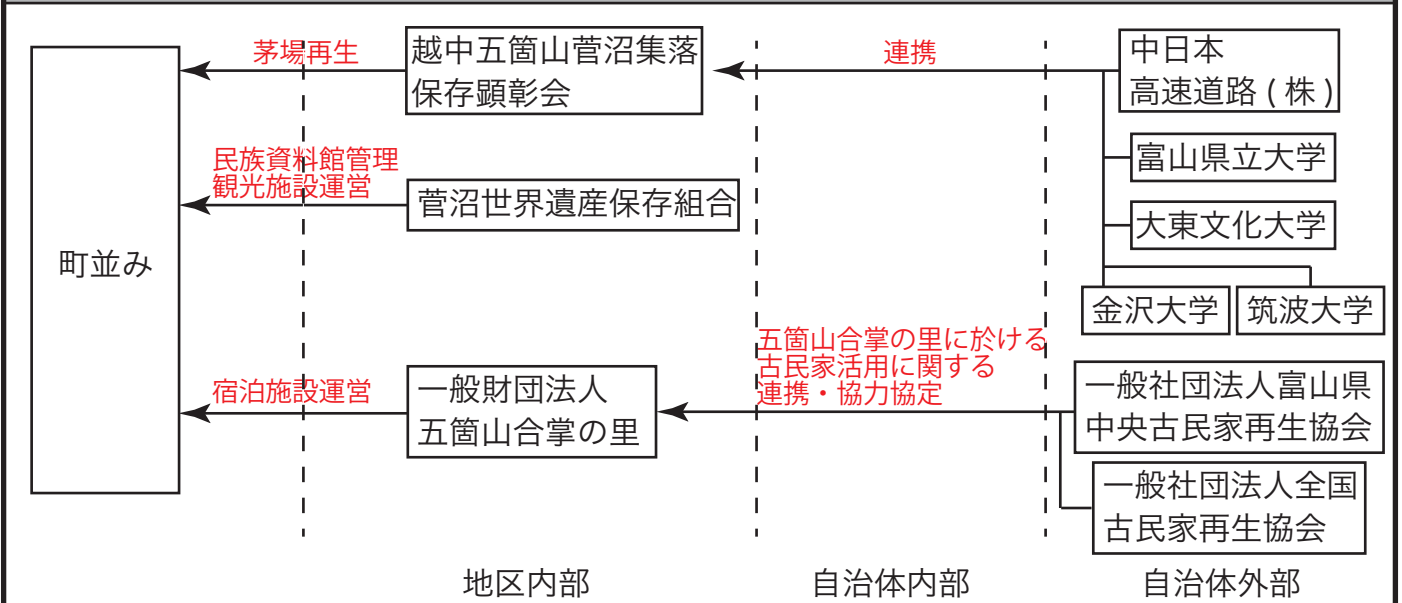 茅場再生
越中五箇山菅沼集落
保存顕彰会
連携
中日本
高速道路 ( 株 )
富山県立大学
民族資料館管理
観光施設運営
菅沼世界遺産保存組合
大東文化大学
町並み
金沢大学
筑波大学
五箇山合掌の里に於ける
古民家活用に関する
連携・協力協定
宿泊施設運営
一般財団法人
五箇山合掌の里
一般社団法人富山県
中央古民家再生協会
一般社団法人全国
古民家再生協会
地区内部
自治体内部
自治体外部